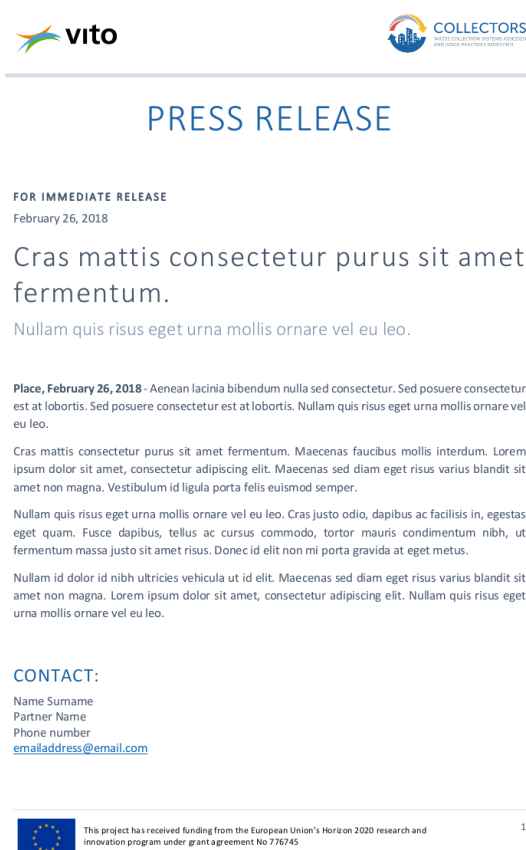 vito
COLLECTORS
WASTE COLLECTION SYSTEMS ASSESSED
AND GOOD PRACTICES IDENTIFIED
PRESS RELEASE
FOR IMMEDIATE RELEASE
February 26, 2018
Cras mattis consectetur purus sit amet
fermentum.
Nullam quis risus eget urna mollis ornare vel eu leo.
Place, February 26, 2018 - Aenean lacinia bibendum nulla sed consectetur. Sed posuere consectetur
est at lobortis. Sed posuere consectetur est at lobortis. Nullam quis risus eget urna mollis ornare vel
eu leo.
Cras mattis consectetur purus sit amet fermentum. Maecenas faucibus mollis interdum. Lorem
ipsum dolor sit amet, consectetur adipiscing elit. Maecenas sed diam eget risus varius blandit sit
amet non magna. Vestibulum id ligula porta felis euismod semper.
Nullam quis risus eget urna mollis ornare vel eu leo. Cras justo odio, dapibus ac facilisis in, egestas
eget quam. Fusce dapibus, tellus ac cursus commodo, tortor mauris condimentum nibh, ut
fermentum massa justo sit amet risus. Donec id elit non mi porta gravida at eget metus.
Nullam id dolor id nibh ultricies vehicula ut id elit. Maecenas sed diam eget risus varius blandit sit
amet non magna. Lorem ipsum dolor sit amet, consectetur adipiscing elit. Nullam quis risus eget
urna mollis ornare vel eu leo.
CONTACT:
Name Surname
Partner Name
Phone number
emailaddress@email.com
This project has received funding from the European Union's Horizon 2020 research and
innovation program under grant agreement No 776745
1